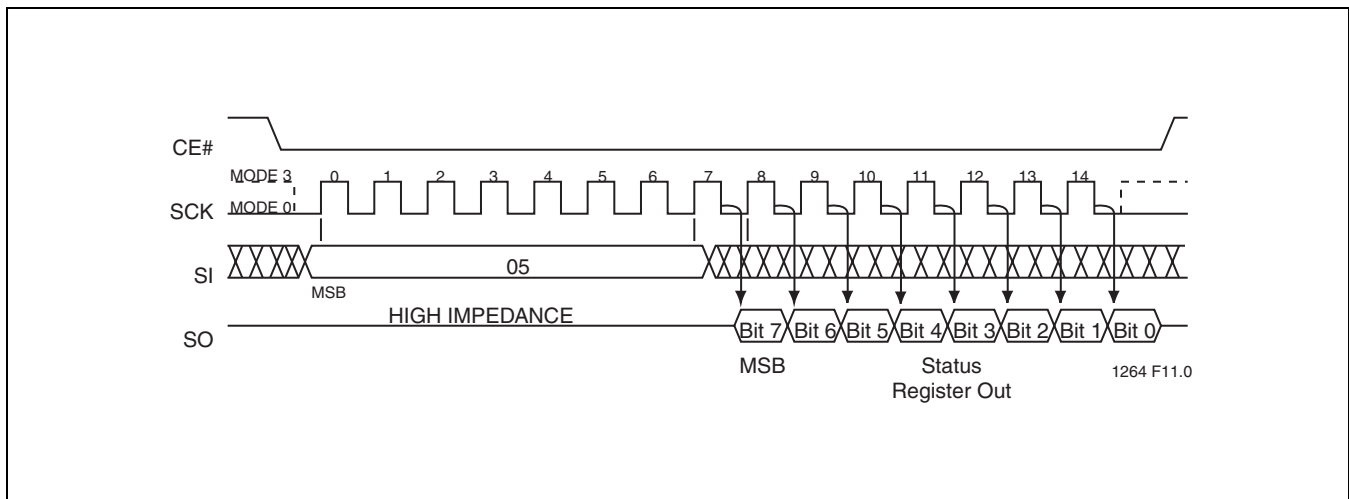 CE#
MODE 3
0 1 2 3 4 5 6 7 8 9 10 11 12 13 14
SCK
MODE 0
SI
05
MSB
HIGH IMPEDANCE
SO
Bit 7 Bit 6 Bit 5 Bit 4 Bit 3 Bit 2 Bit 1 Bit 0
MSB
Status
Register Out
1264 F11.0